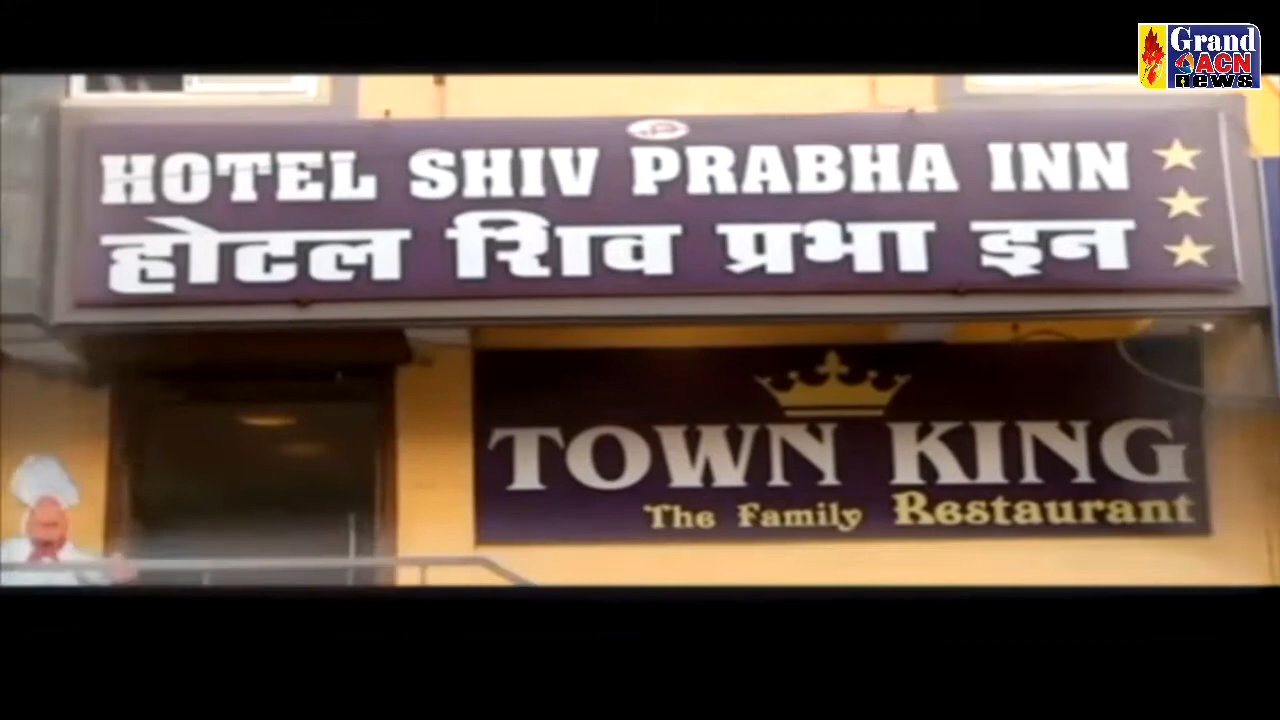 Grand
ACN
NEWS
HOTEL SHIV PRABHA INN
होटल शिव प्रभा इन
TOWN KING
The Family Restaurant